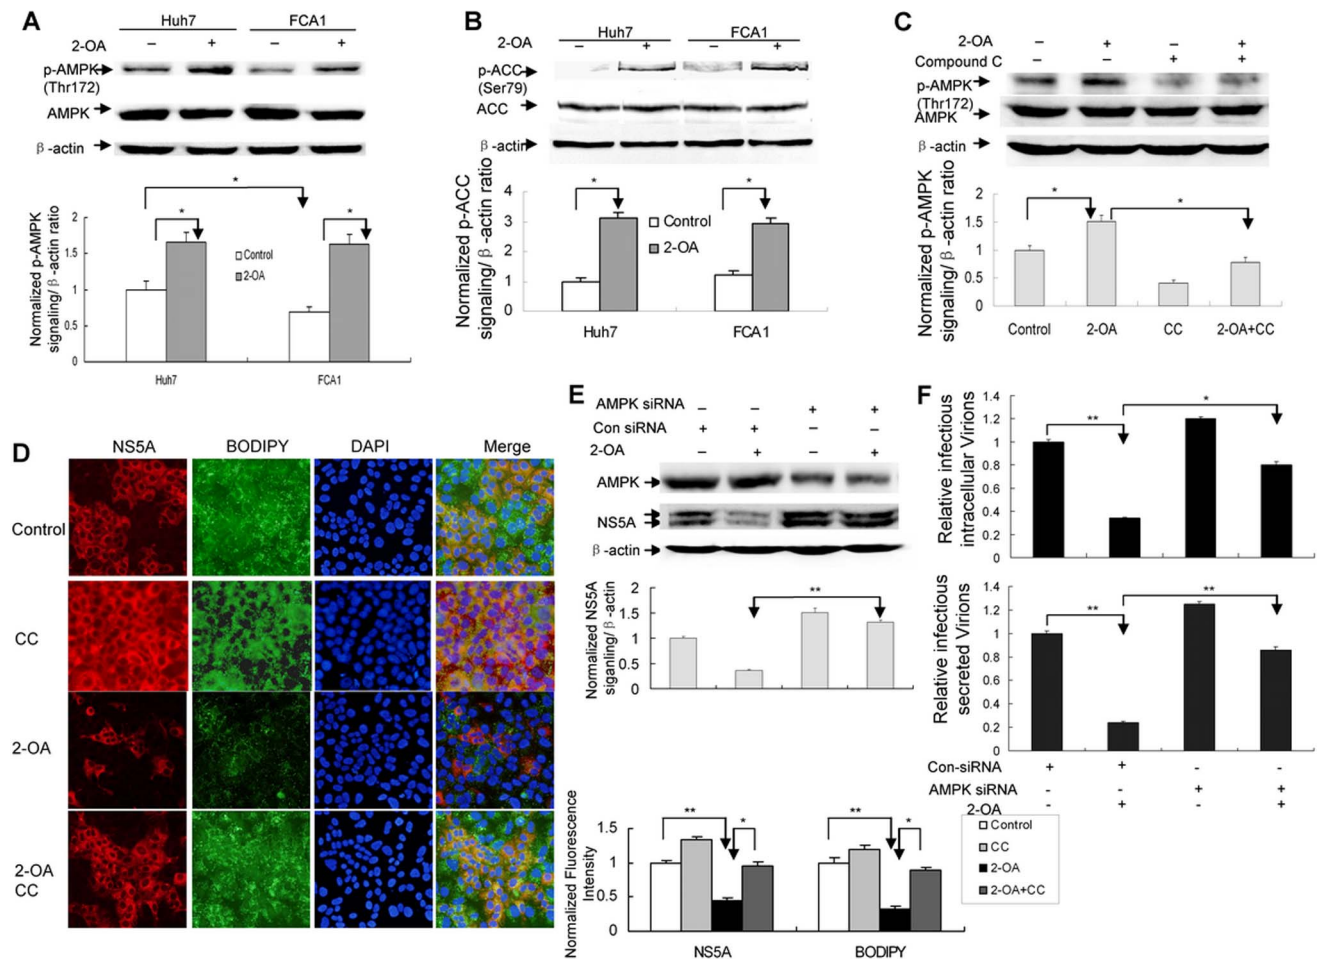 A
Huh7 FCA1
2-OA – + – +
p-AMPK
(Thr172)
AMPK
β-actin
*
* *
Normalized p-AMPK
signaling/β-actin ratio
2
1.5
1
0.5
0
Control
2-OA
Huh7 FCA1
B
Huh7 FCA1
2-OA – + – +
p-ACC
(Ser79)
ACC
β-actin
Normalized p-ACC
signaling/β-actin ratio
4
3
2
1
0
* *
Control
2-OA
Huh7 FCA1
C
2-OA – + – +
Compound C – – + +
p-AMPK
(Thr172)
AMPK
β-actin
Normalized p-AMPK
signaling/β-actin ratio
2
1.5
1
0.5
0
* *
Control 2-OA CC 2-OA+CC
D
NS5A BODIPY DAPI Merge
Control
CC
2-OA
2-OA
CC
E
AMPK siRNA – – + +
Con siRNA + + – –
2-OA – + – +
AMPK
NS5A
β-actin
Normalized NS5A
siganling/β-actin
2
1.5
1
0.5
0
**
Normalized Fluorescence
Intensity
1.5
1
0.5
0
** * ** *
NS5A BODIPY
Control
CC
2-OA
2-OA+CC
F
Relative infectious
intracellular Virions
1.4
1.2
1
0.8
0.6
0.4
0.2
0
** *
Relative infectious
secreted Virions
1.4
1.2
1
0.8
0.6
0.4
0.2
0
** **
Con-siRNA + + - -
AMPK siRNA - - + +
2-OA - + - +